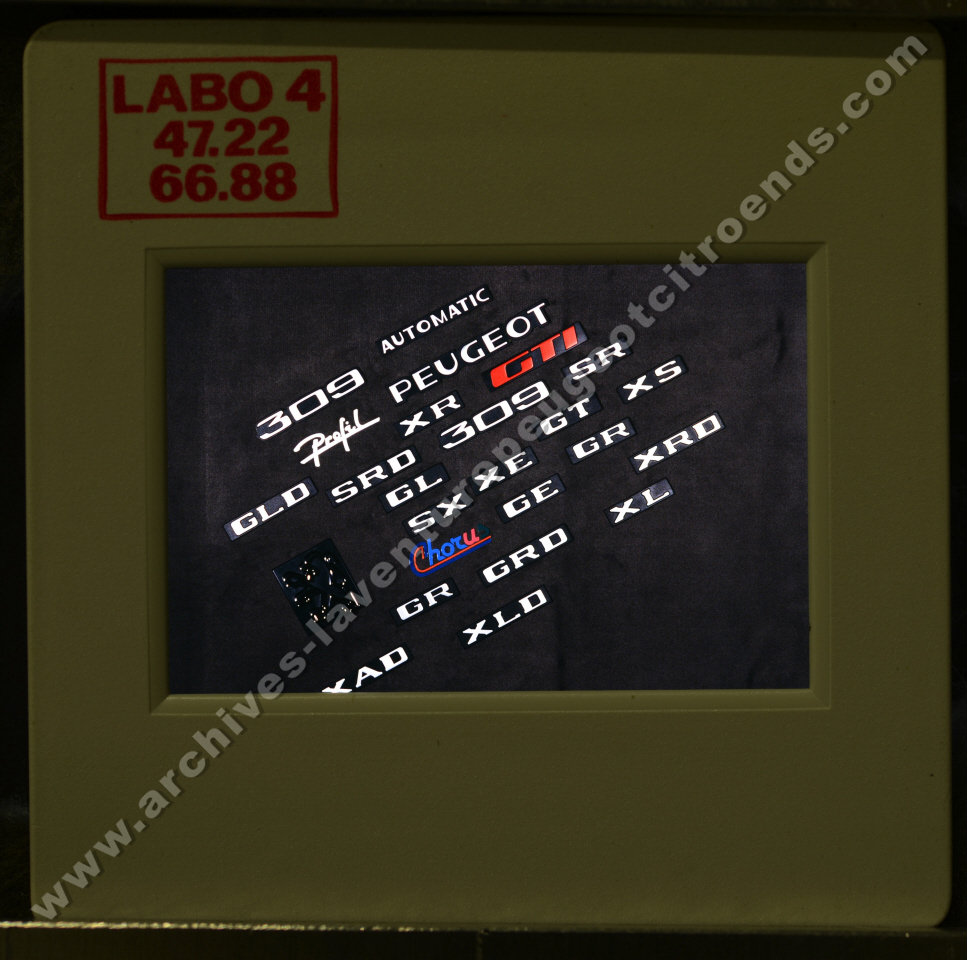 LABO 4
47.22
66.88
AUTOMATIC
PEUGEOT
GTI
309
Profil
XR
309
SR
XS
GT
GR
XRD
GLD
SRD
GL
SX
XE
GE
XL
Chorus
GRD
GR
XLD
XAD
www.archives-laventurepeugeotcitroends.com